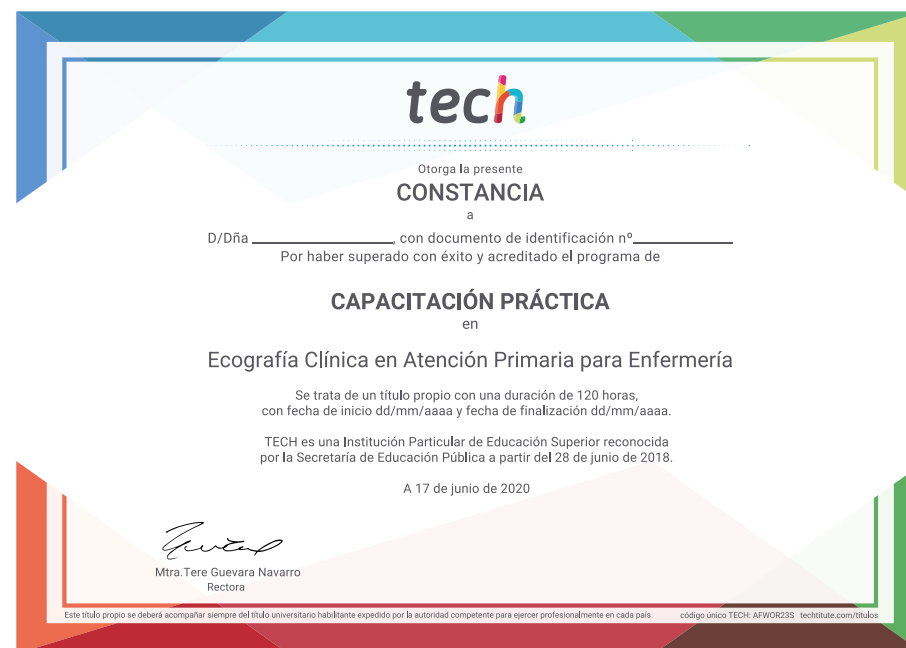 tech
Otorga la presente
CONSTANCIA
a
D/Dña ____________________, con documento de identificación nº______________
Por haber superado con éxito y acreditado el programa de
CAPACITACIÓN PRÁCTICA
en
Ecografía Clínica en Atención Primaria para Enfermería
Se trata de un título propio con una duración de 120 horas,
con fecha de inicio dd/mm/aaaa y fecha de finalización dd/mm/aaaa.
TECH es una Institución Particular de Educación Superior reconocida
por la Secretaría de Educación Pública a partir del 28 de junio de 2018.
A 17 de junio de 2020
Mtra.Tere Guevara Navarro
Rectora
Este título propio se deberá acompañar siempre del título universitario habilitante expedido por la autoridad competente para ejercer profesionalmente en cada país. código único TECH: AFWOR23S techtitute.com/titulos